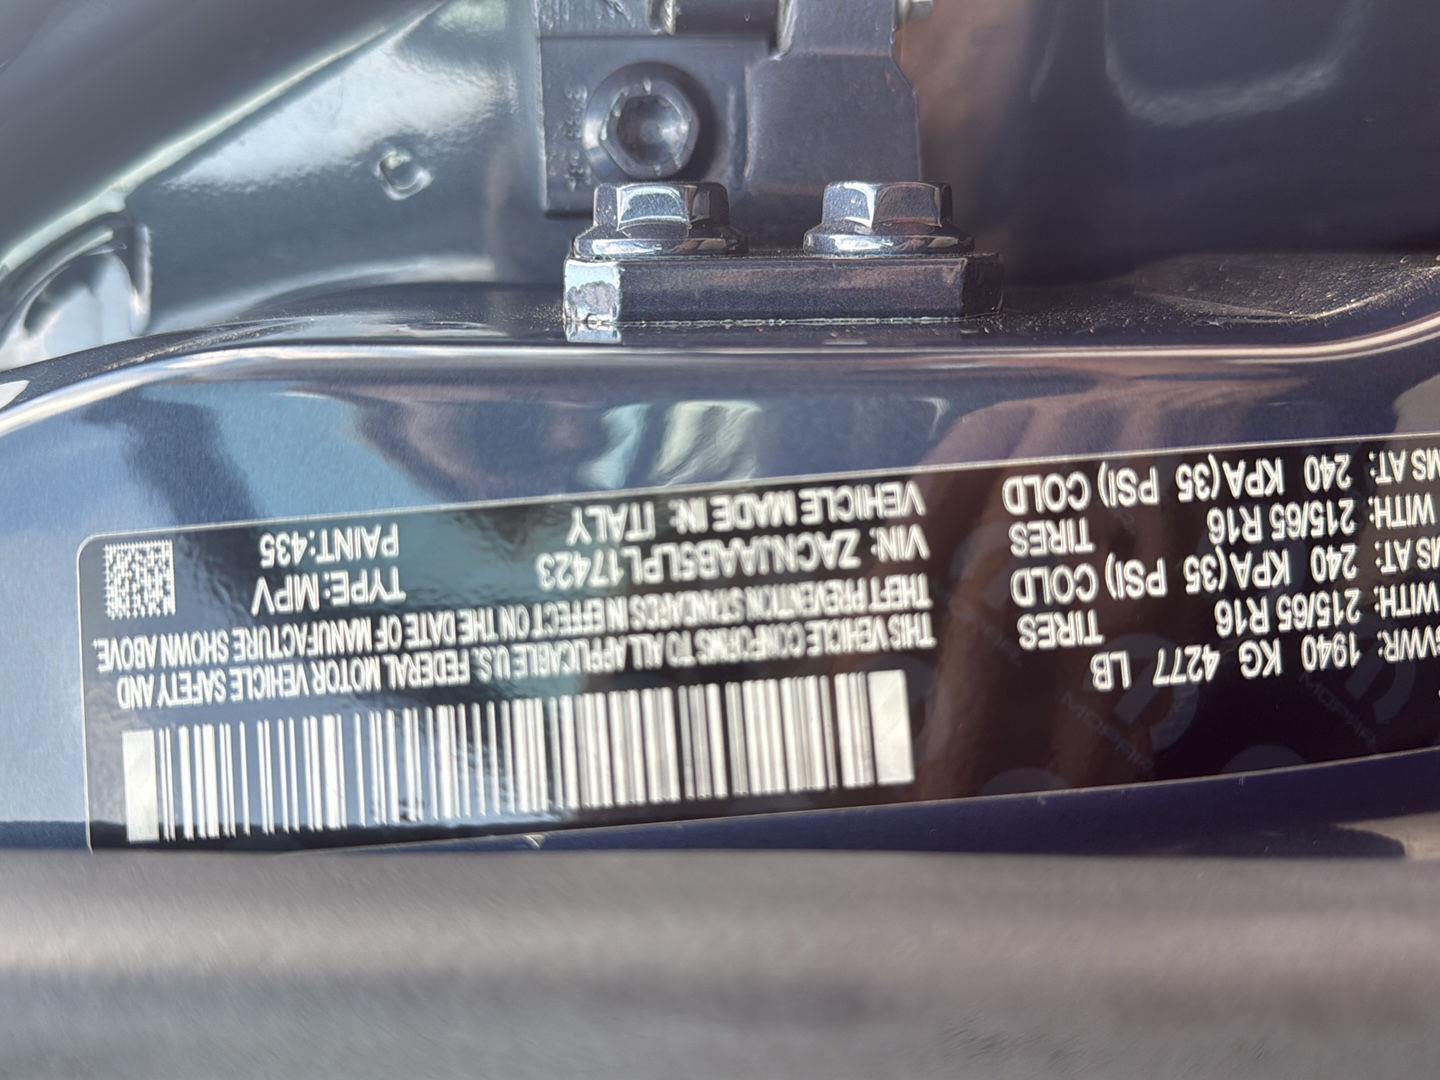 VWR: 1940 KG 4277 LB
WITH: 215/65 R16 TIRES
MS AT: 240 KPA(35 PSI) COLD
WITH: 215/65 R16 TIRES
MS AT: 240 KPA(35 PSI) COLD
THIS VEHICLE CONFORMS TO ALL APPLICABLE U.S. FEDERAL MOTOR VEHICLE SAFETY AND
THEFT PREVENTION STANDARDS IN EFFECT ON THE DATE OF MANUFACTURE SHOWN ABOVE.
VIN: ZACNJAAB5LPL17423 TYPE: MPV
VEHICLE MADE IN: ITALY PAINT:435
MOPAR